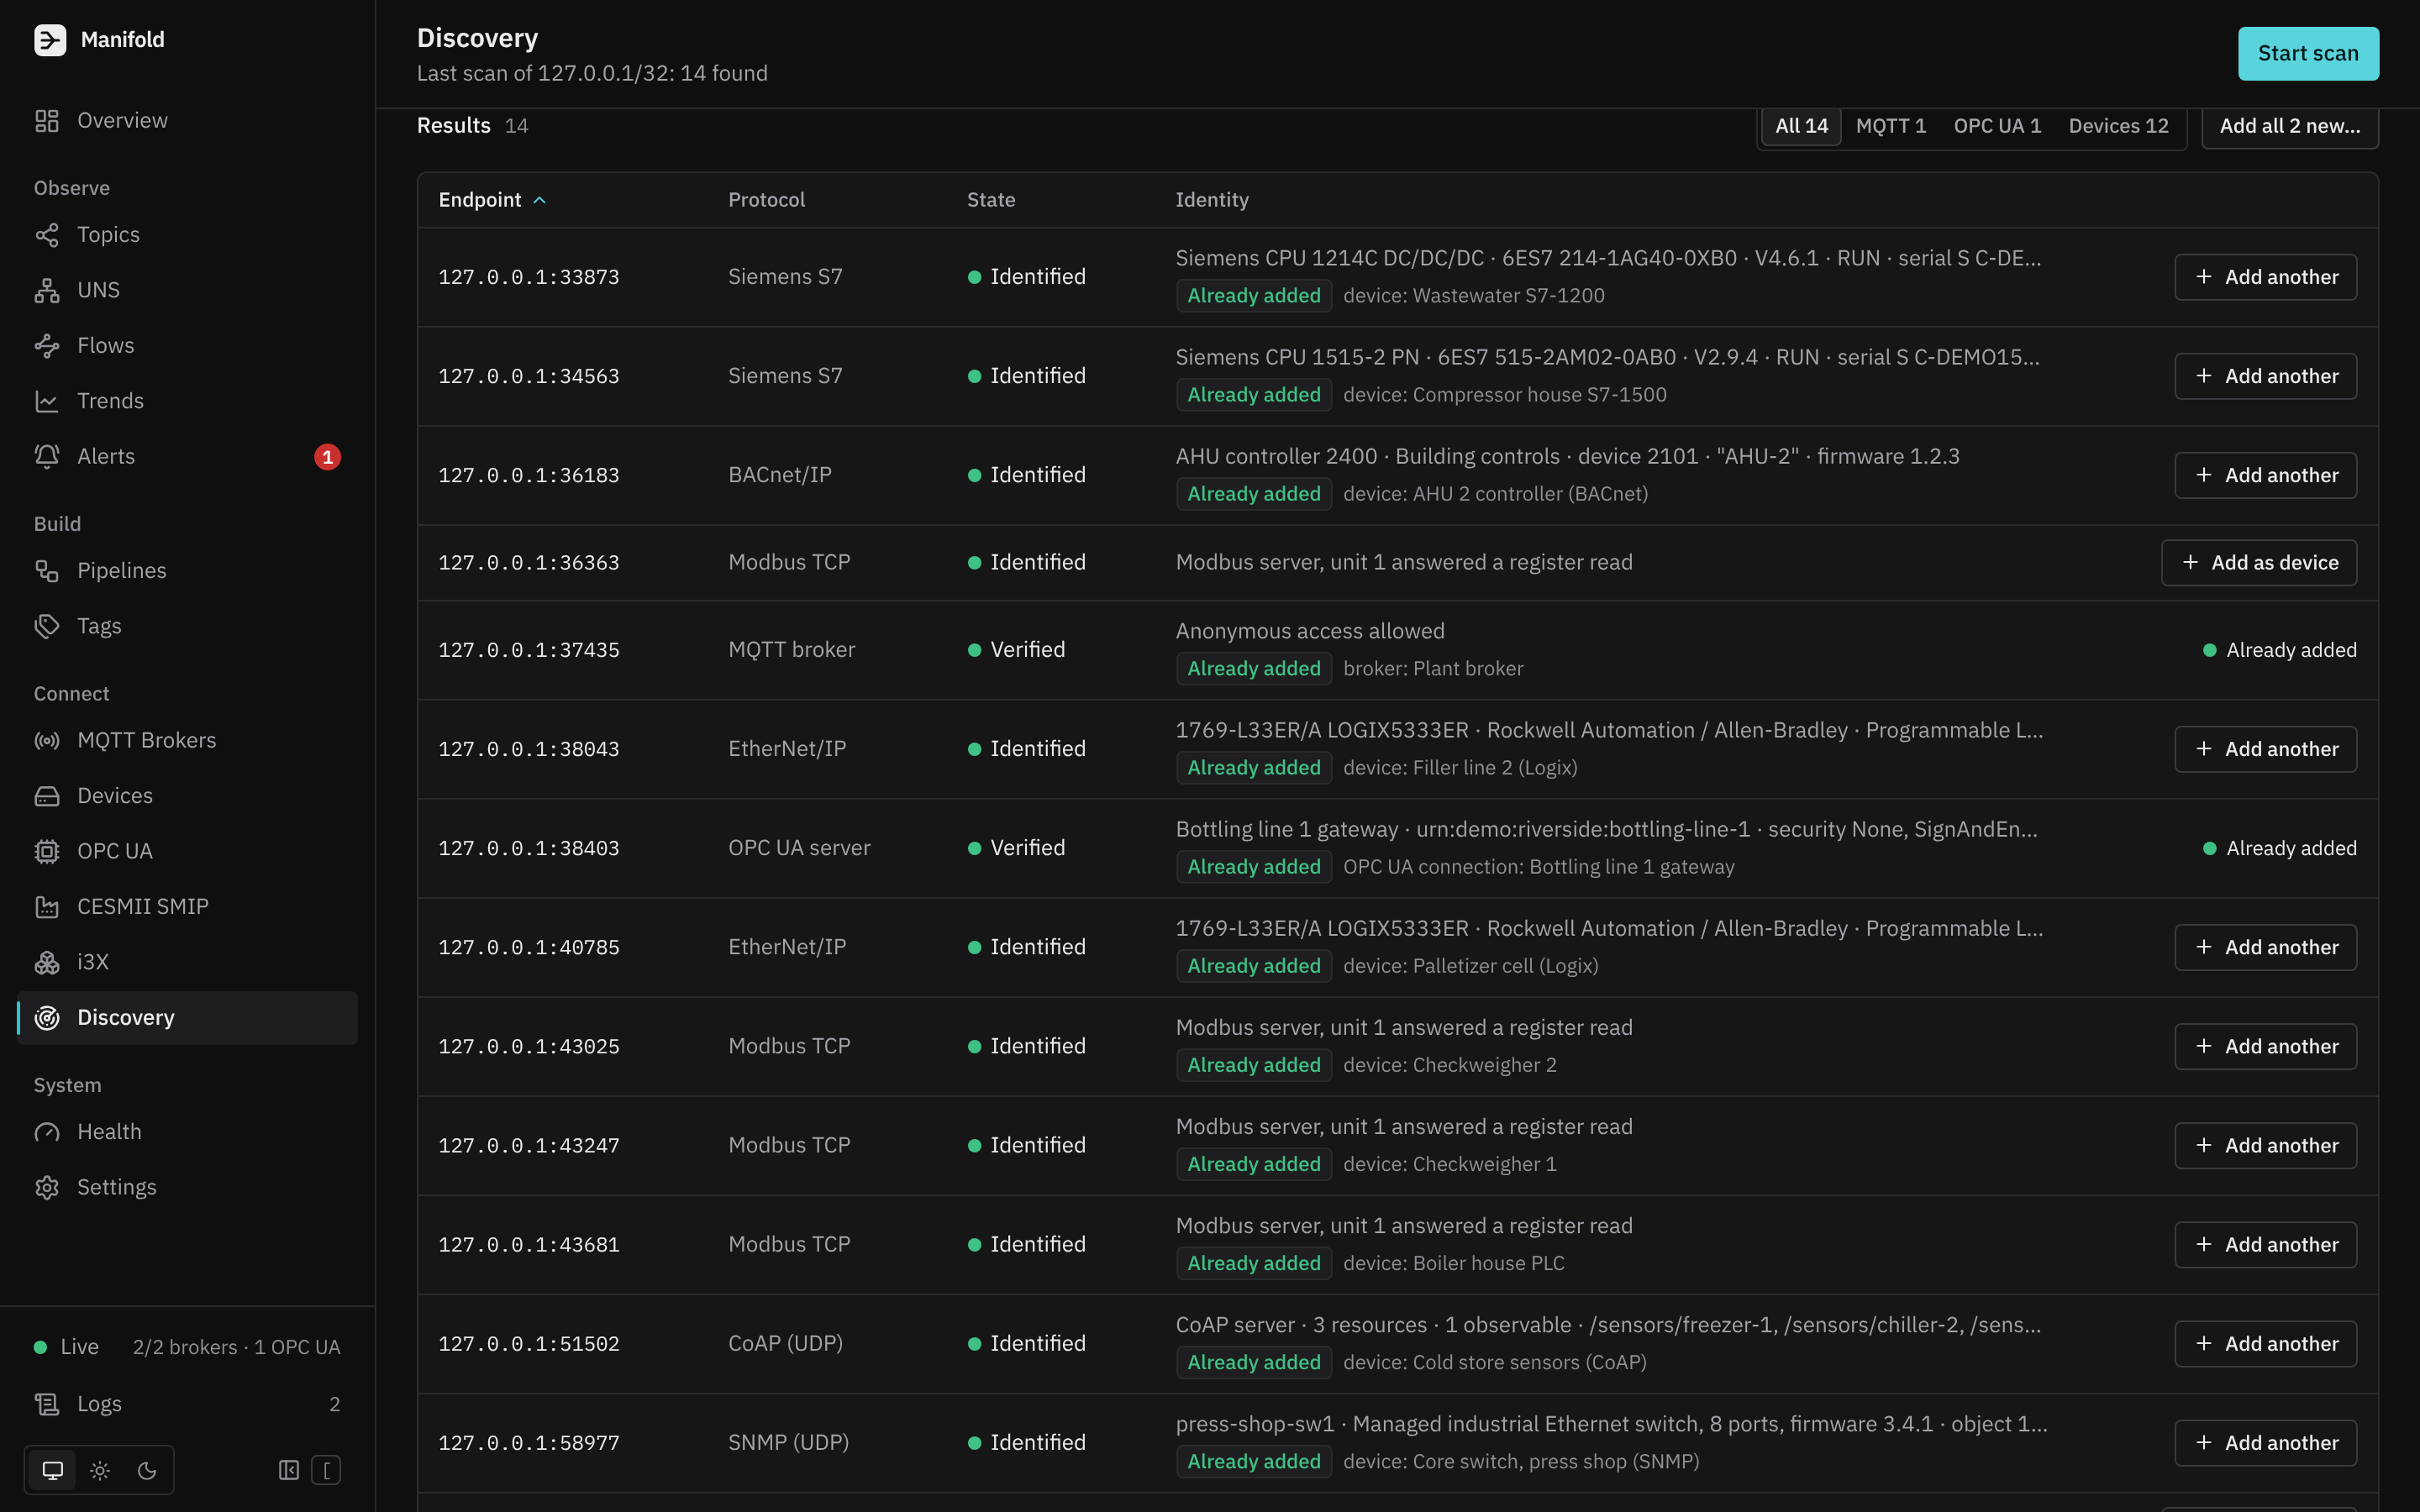 Manifold
Overview
Observe
Topics
UNS
Flows
Trends
Alerts 1
Build
Pipelines
Tags
Connect
MQTT Brokers
Devices
OPC UA
CESMII SMIP
i3X
Discovery
System
Health
Settings
Live 2/2 brokers · 1 OPC UA
Logs 2
[
Discovery
Last scan of 127.0.0.1/32: 14 found
Start scan
Results 14
All 14 MQTT 1 OPC UA 1 Devices 12
Add all 2 new...
Endpoint Protocol State Identity
127.0.0.1:33873 Siemens S7 Identified Siemens CPU 1214C DC/DC/DC · 6ES7 214-1AG40-0XB0 · V4.6.1 · RUN · serial S C-DE...
Already added device: Wastewater S7-1200
+ Add another
127.0.0.1:34563 Siemens S7 Identified Siemens CPU 1515-2 PN · 6ES7 515-2AM02-0AB0 · V2.9.4 · RUN · serial S C-DEMO15...
Already added device: Compressor house S7-1500
+ Add another
127.0.0.1:36183 BACnet/IP Identified AHU controller 2400 · Building controls · device 2101 · "AHU-2" · firmware 1.2.3
Already added device: AHU 2 controller (BACnet)
+ Add another
127.0.0.1:36363 Modbus TCP Identified Modbus server, unit 1 answered a register read
+ Add as device
127.0.0.1:37435 MQTT broker Verified Anonymous access allowed
Already added broker: Plant broker
Already added
127.0.0.1:38043 EtherNet/IP Identified 1769-L33ER/A LOGIX5333ER · Rockwell Automation / Allen-Bradley · Programmable L...
Already added device: Filler line 2 (Logix)
+ Add another
127.0.0.1:38403 OPC UA server Verified Bottling line 1 gateway · urn:demo:riverside:bottling-line-1 · security None, SignAndEn...
Already added OPC UA connection: Bottling line 1 gateway
Already added
127.0.0.1:40785 EtherNet/IP Identified 1769-L33ER/A LOGIX5333ER · Rockwell Automation / Allen-Bradley · Programmable L...
Already added device: Palletizer cell (Logix)
+ Add another
127.0.0.1:43025 Modbus TCP Identified Modbus server, unit 1 answered a register read
Already added device: Checkweigher 2
+ Add another
127.0.0.1:43247 Modbus TCP Identified Modbus server, unit 1 answered a register read
Already added device: Checkweigher 1
+ Add another
127.0.0.1:43681 Modbus TCP Identified Modbus server, unit 1 answered a register read
Already added device: Boiler house PLC
+ Add another
127.0.0.1:51502 CoAP (UDP) Identified CoAP server · 3 resources · 1 observable · /sensors/freezer-1, /sensors/chiller-2, /sens...
Already added device: Cold store sensors (CoAP)
+ Add another
127.0.0.1:58977 SNMP (UDP) Identified press-shop-sw1 · Managed industrial Ethernet switch, 8 ports, firmware 3.4.1 · object 1...
Already added device: Core switch, press shop (SNMP)
+ Add another